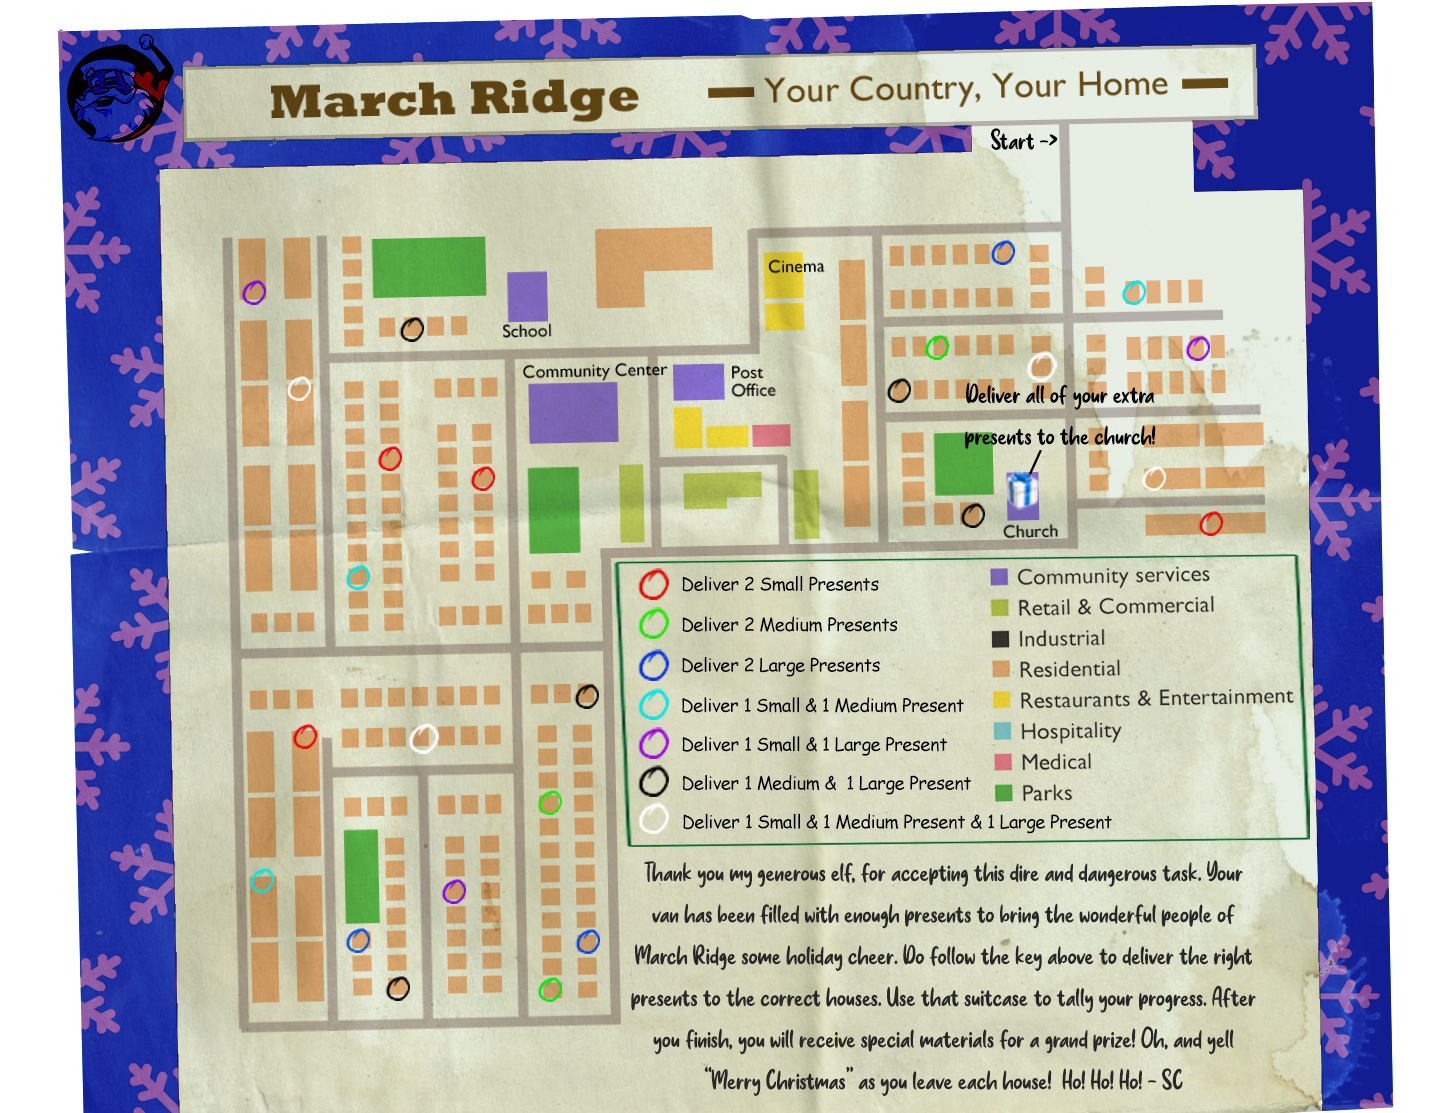 March Ridge — Your Country, Your Home —
Start ->
Cinema
School
Community Center
Post
Office
Deliver all of your extra
presents to the church!
Church
Deliver 2 Small Presents
Deliver 2 Medium Presents
Deliver 2 Large Presents
Deliver 1 Small & 1 Medium Present
Deliver 1 Small & 1 Large Present
Deliver 1 Medium & 1 Large Present
Deliver 1 Small & 1 Medium Present & 1 Large Present
Community services
Retail & Commercial
Industrial
Residential
Restaurants & Entertainment
Hospitality
Medical
Parks
Thank you my generous elf, for accepting this dire and dangerous task. Your
van has been filled with enough presents to bring the wonderful people of
March Ridge some holiday cheer. Do follow the key above to deliver the right
presents to the correct houses. Use that suitcase to tally your progress. After
you finish, you will receive special materials for a grand prize! Oh, and yell
"Merry Christmas" as you leave each house! Ho! Ho! Ho! - SC